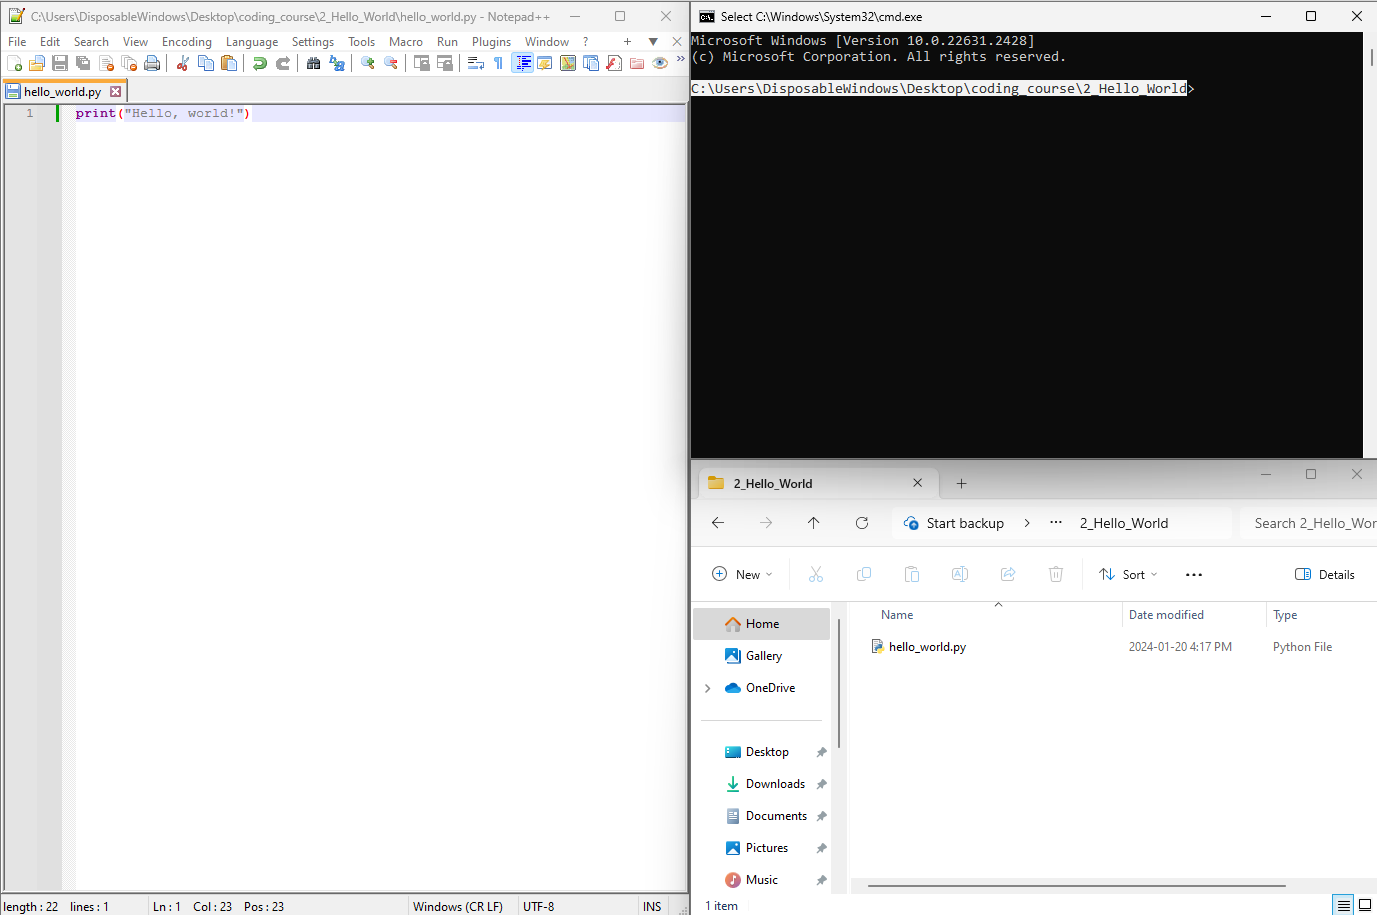 C:\Users\DisposableWindows\Desktop\coding_course\2_Hello_World\hello_world.py - Notepad++
File Edit Search View Encoding Language Settings Tools Macro Run Plugins Window ? + ▼ X
hello_world.py
1 print("Hello, world!")
length : 22 lines : 1 Ln : 1 Col : 23 Pos : 23 Windows (CR LF) UTF-8 INS
Select C:\Windows\System32\cmd.exe
Microsoft Windows [Version 10.0.22631.2428]
(c) Microsoft Corporation. All rights reserved.
C:\Users\DisposableWindows\Desktop\coding_course\2_Hello_World>
2_Hello_World
Start backup > ... 2_Hello_World Search 2_Hello_Wor
New Sort ... Details
Name Date modified Type
hello_world.py 2024-01-20 4:17 PM Python File
Home
Gallery
OneDrive
Desktop
Downloads
Documents
Pictures
Music
1 item